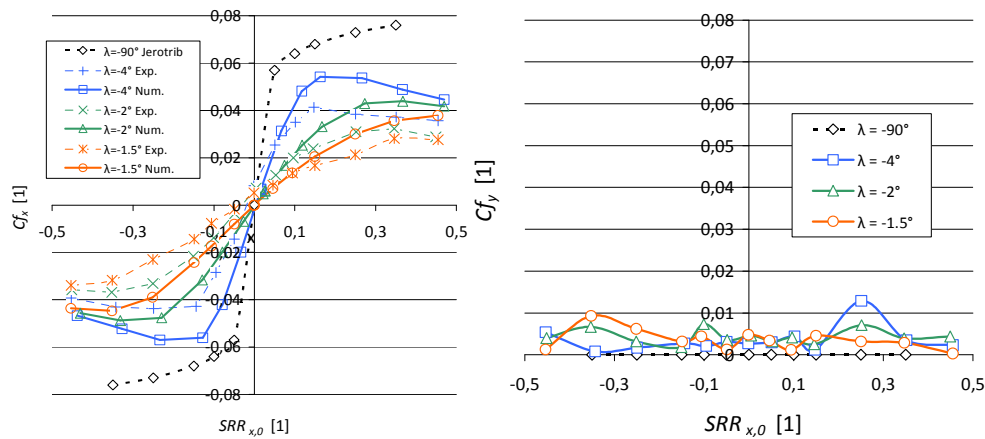 0,08
0,06
0,04
0,02
0
-0,02
-0,04
-0,06
-0,08
-0,5
-0,3
-0,1
0,1
0,3
0,5
Cf x [1]
SRR x,0 [1]
λ=-90° Jerotrib
λ=-4° Exp.
λ=-4° Num.
λ=-2° Exp.
λ=-2° Num.
λ=-1.5° Exp.
λ=-1.5° Num.
0,08
0,07
0,06
0,05
0,04
0,03
0,02
0,01
0
-0,5
-0,3
-0,1
0,1
0,3
0,5
Cf y [1]
SRR x,0 [1]
λ = -90°
λ = -4°
λ = -2°
λ = -1.5°